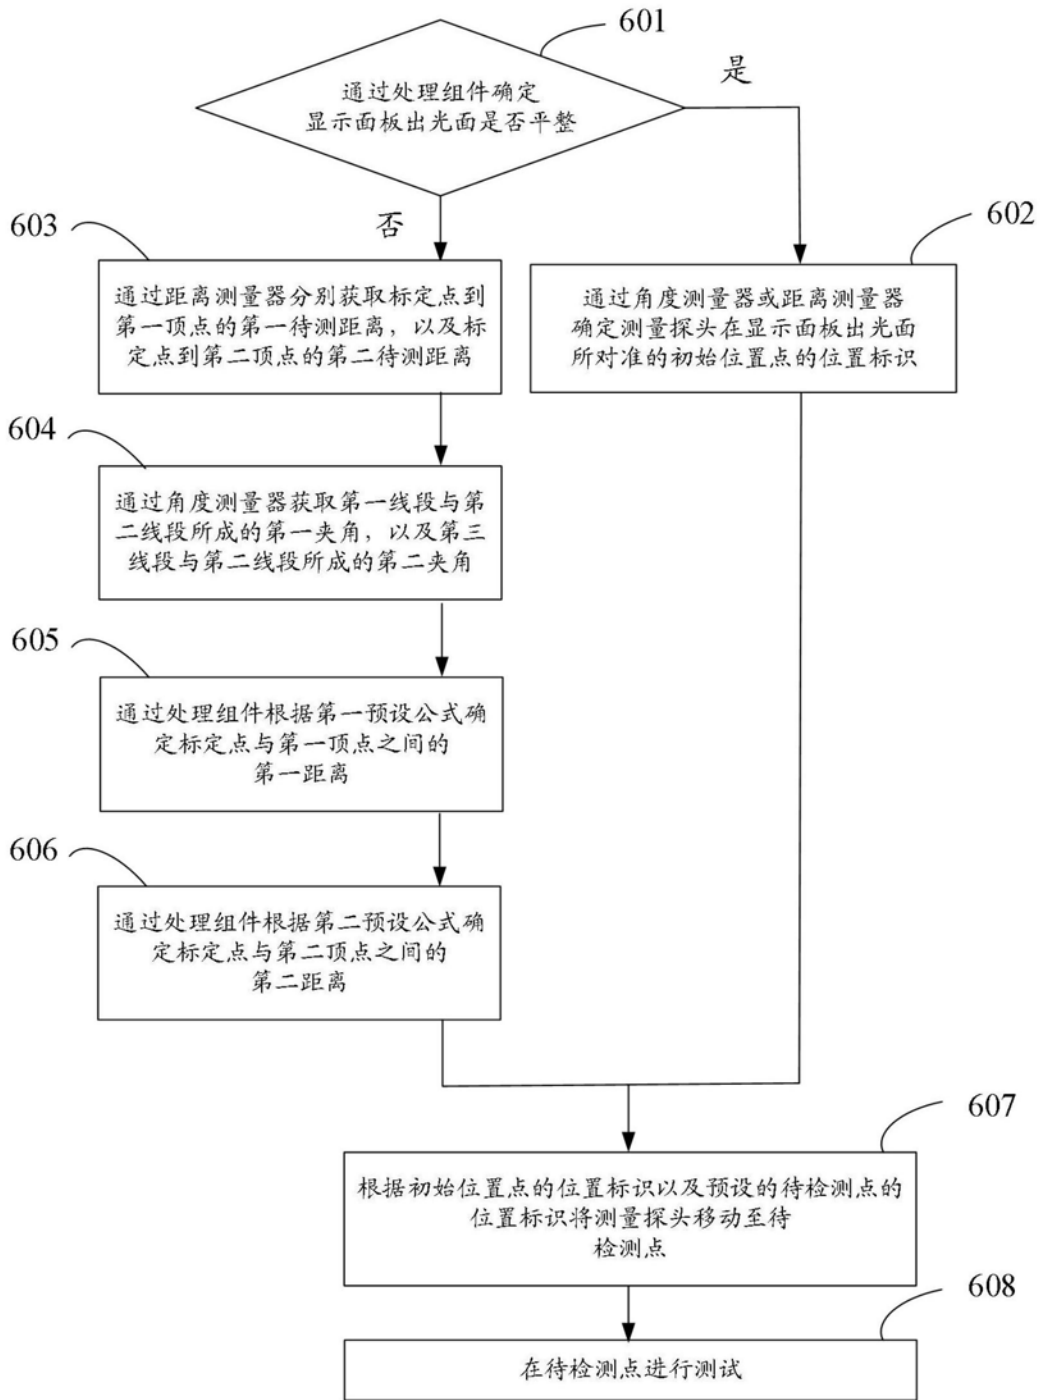 601
通过处理组件确定
显示面板出光面是否平整
是
否
603
通过距离测量器分别获取标定点到
第一顶点的第一待测距离，以及标
定点到第二顶点的第二待测距离
602
通过角度测量器或距离测量器
确定测量探头在显示面板出光面
所对准的初始位置点的位置标识
604
通过角度测量器获取第一线段与第
二线段所成的第一夹角，以及第三
线段与第二线段所成的第二夹角
605
通过处理组件根据第一预设公式确
定标定点与第一顶点之间的
第一距离
606
通过处理组件根据第二预设公式确
定标定点与第二顶点之间的
第二距离
607
根据初始位置点的位置标识以及预设的待检测点的
位置标识将测量探头移动至待
检测点
608
在待检测点进行测试